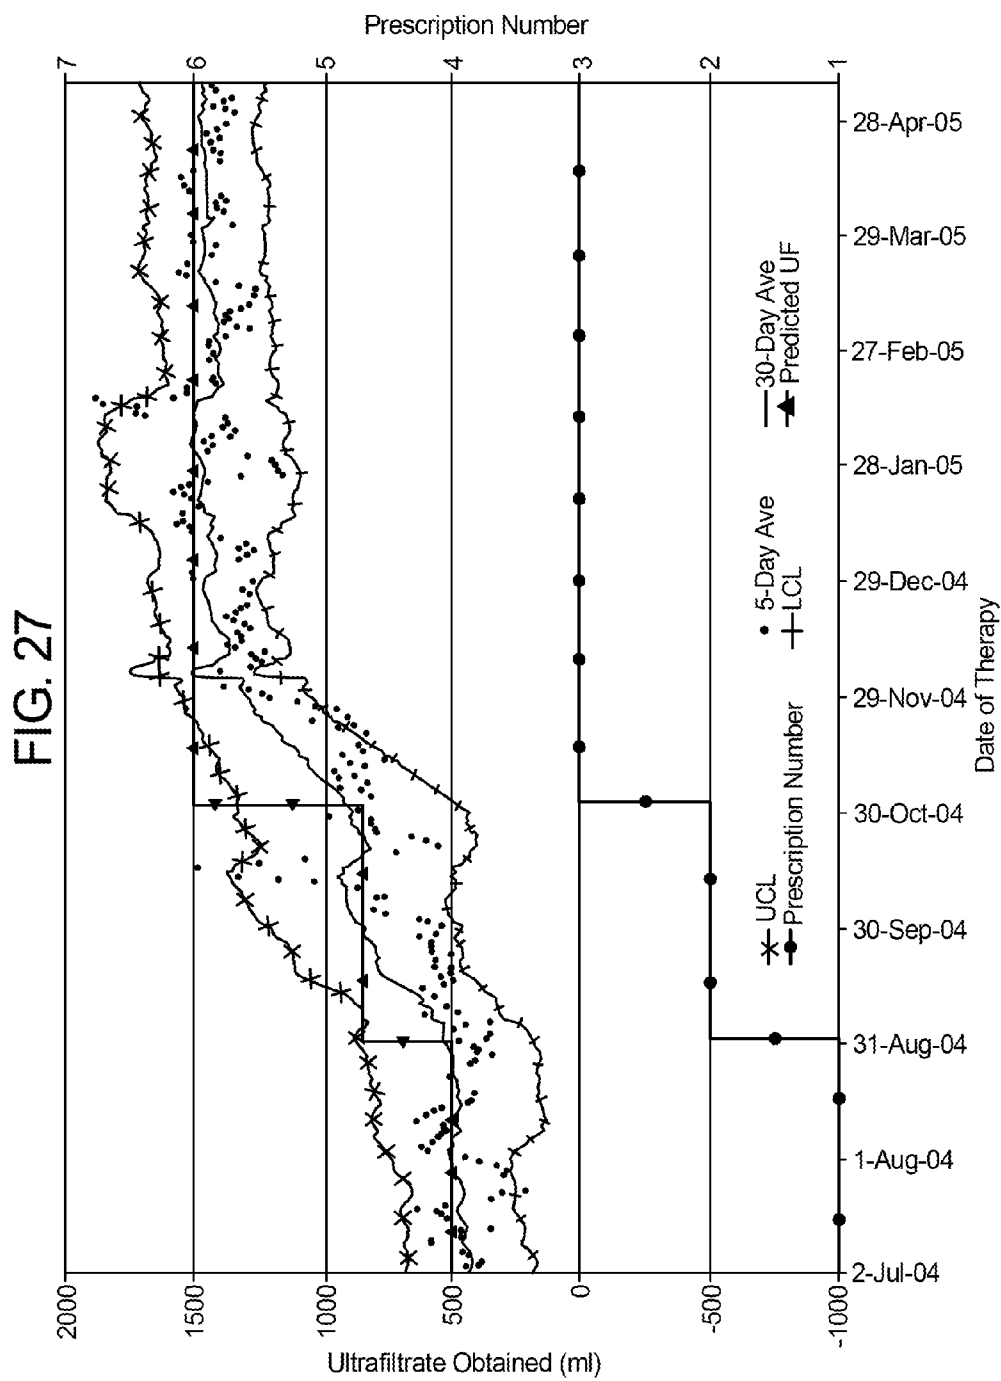 FIG. 27
Prescription Number
7
6
5
4
3
2
1
2000
1500
1000
500
0
-500
-1000
Ultrafiltrate Obtained (ml)
2-Jul-04
1-Aug-04
31-Aug-04
30-Sep-04
30-Oct-04
29-Nov-04
29-Dec-04
28-Jan-05
27-Feb-05
29-Mar-05
28-Apr-05
Date of Therapy
UCL
5-Day Ave
30-Day Ave
Prescription Number
LCL
Predicted UF